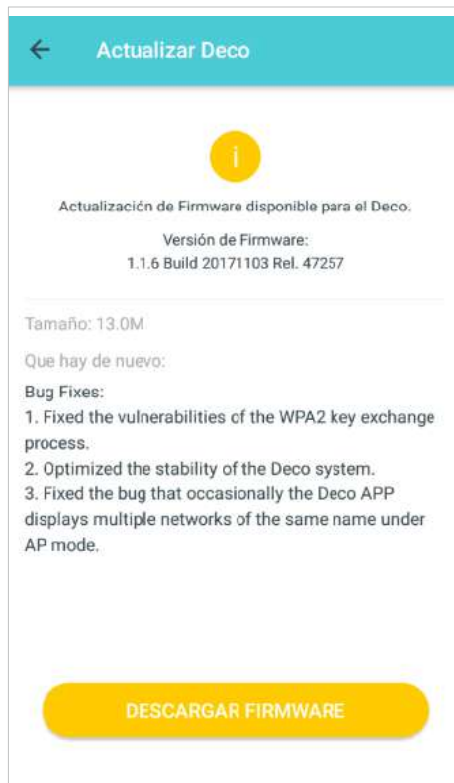 Actualizar Deco
i
Actualización de Firmware disponible para el Deco.
Versión de Firmware:
1.1.6 Build 20171103 Rel. 47257
Tamaño: 13.0M
Que hay de nuevo:
Bug Fixes:
1. Fixed the vulnerabilities of the WPA2 key exchange
process.
2. Optimized the stability of the Deco system.
3. Fixed the bug that occasionally the Deco APP
displays multiple networks of the same name under
AP mode.
DESCARGAR FIRMWARE